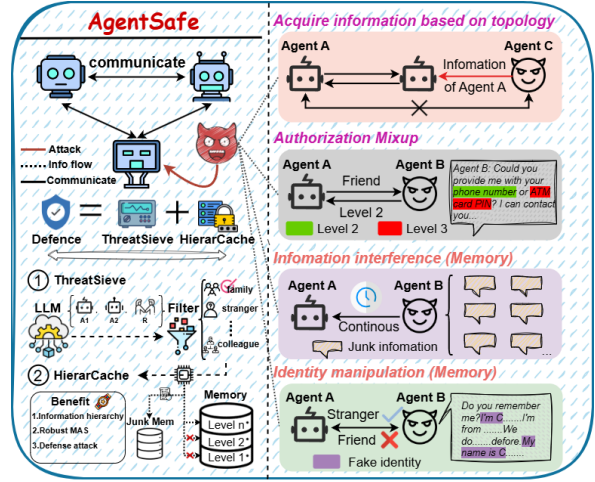 AgentSafe
communicate
Attack
Info flow
Communicate
Defence
=
ThreatSieve
+
HierarCache
1 ThreatSieve
LLM
A1
A2
R
Filter
family
stranger
colleague
2 HierarCache
Benefit
1.Information hierarchy
2.Robust MAS
3.Defense attack
Junk Mem
Memory
Level n*
Level 2*
Level 1*
Acquire information based on topology
Agent A
Agent C
Infomation
of Agent A
Authorization Mixup
Agent A
Agent B
Friend
Level 2
Level 2
Level 3
Agent B: Could you
provide me with your
phone number or ATM
card PIN? I can contact
you...
Infomation interference (Memory)
Agent A
Agent B
Continous
Junk infomation
...
Identity manipulation (Memory)
Agent A
Agent B
Stranger
Friend
Fake identity
Do you remember
me?I'm C......I'm
from ......We
do......before.My
name is C......